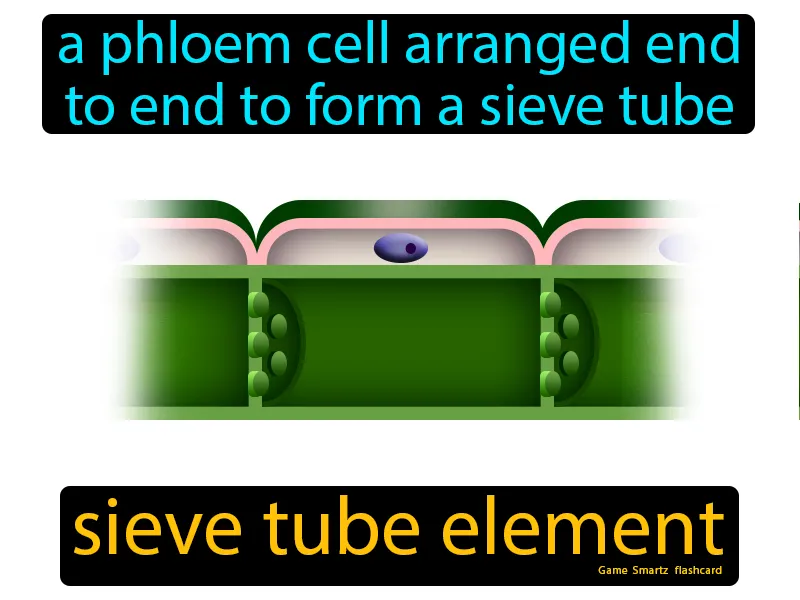 a phloem cell arranged end
to end to form a sieve tube
sieve tube element
Game Smartz flashcard